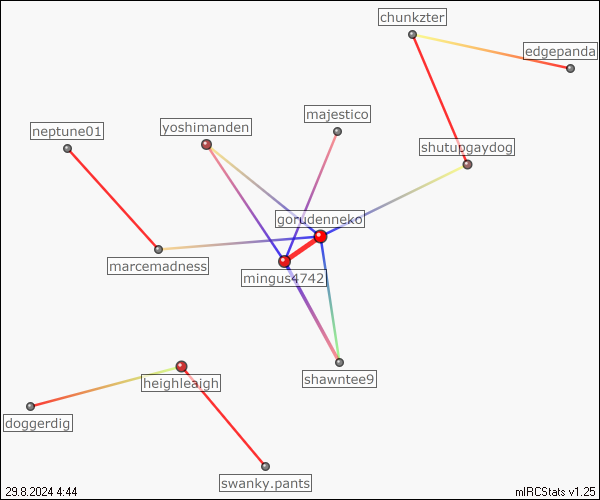 chunkzter
edgepanda
majestico
yoshimanden
neptune01
shutupgaydog
gorudenneko
marcemadness
mingus4742
shawntee9
heighleaigh
doggerdig
swanky.pants
29.8.2024 4:44
mIRCStats v1.25